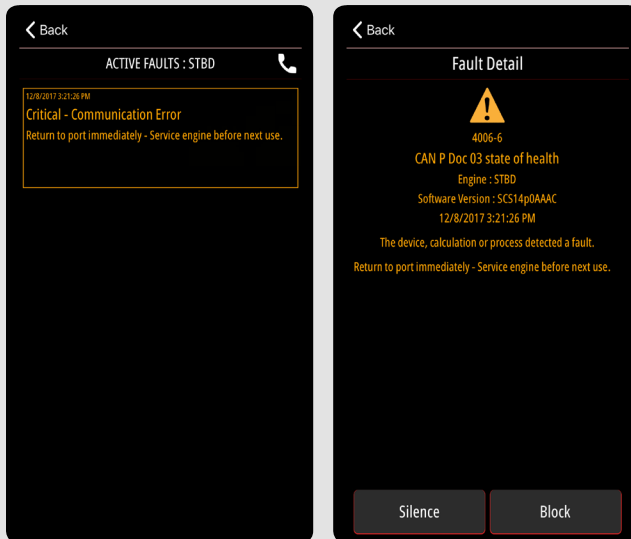 Back
ACTIVE FAULTS : STBD
12/8/2017 3:21:26 PM
Critical - Communication Error
Return to port immediately - Service engine before next use.
Back
Fault Detail
4006-6
CAN P Doc 03 state of health
Engine : STBD
Software Version : SCS14p0AAAC
12/8/2017 3:21:26 PM
The device, calculation or process detected a fault.
Return to port immediately - Service engine before next use.
Silence
Block